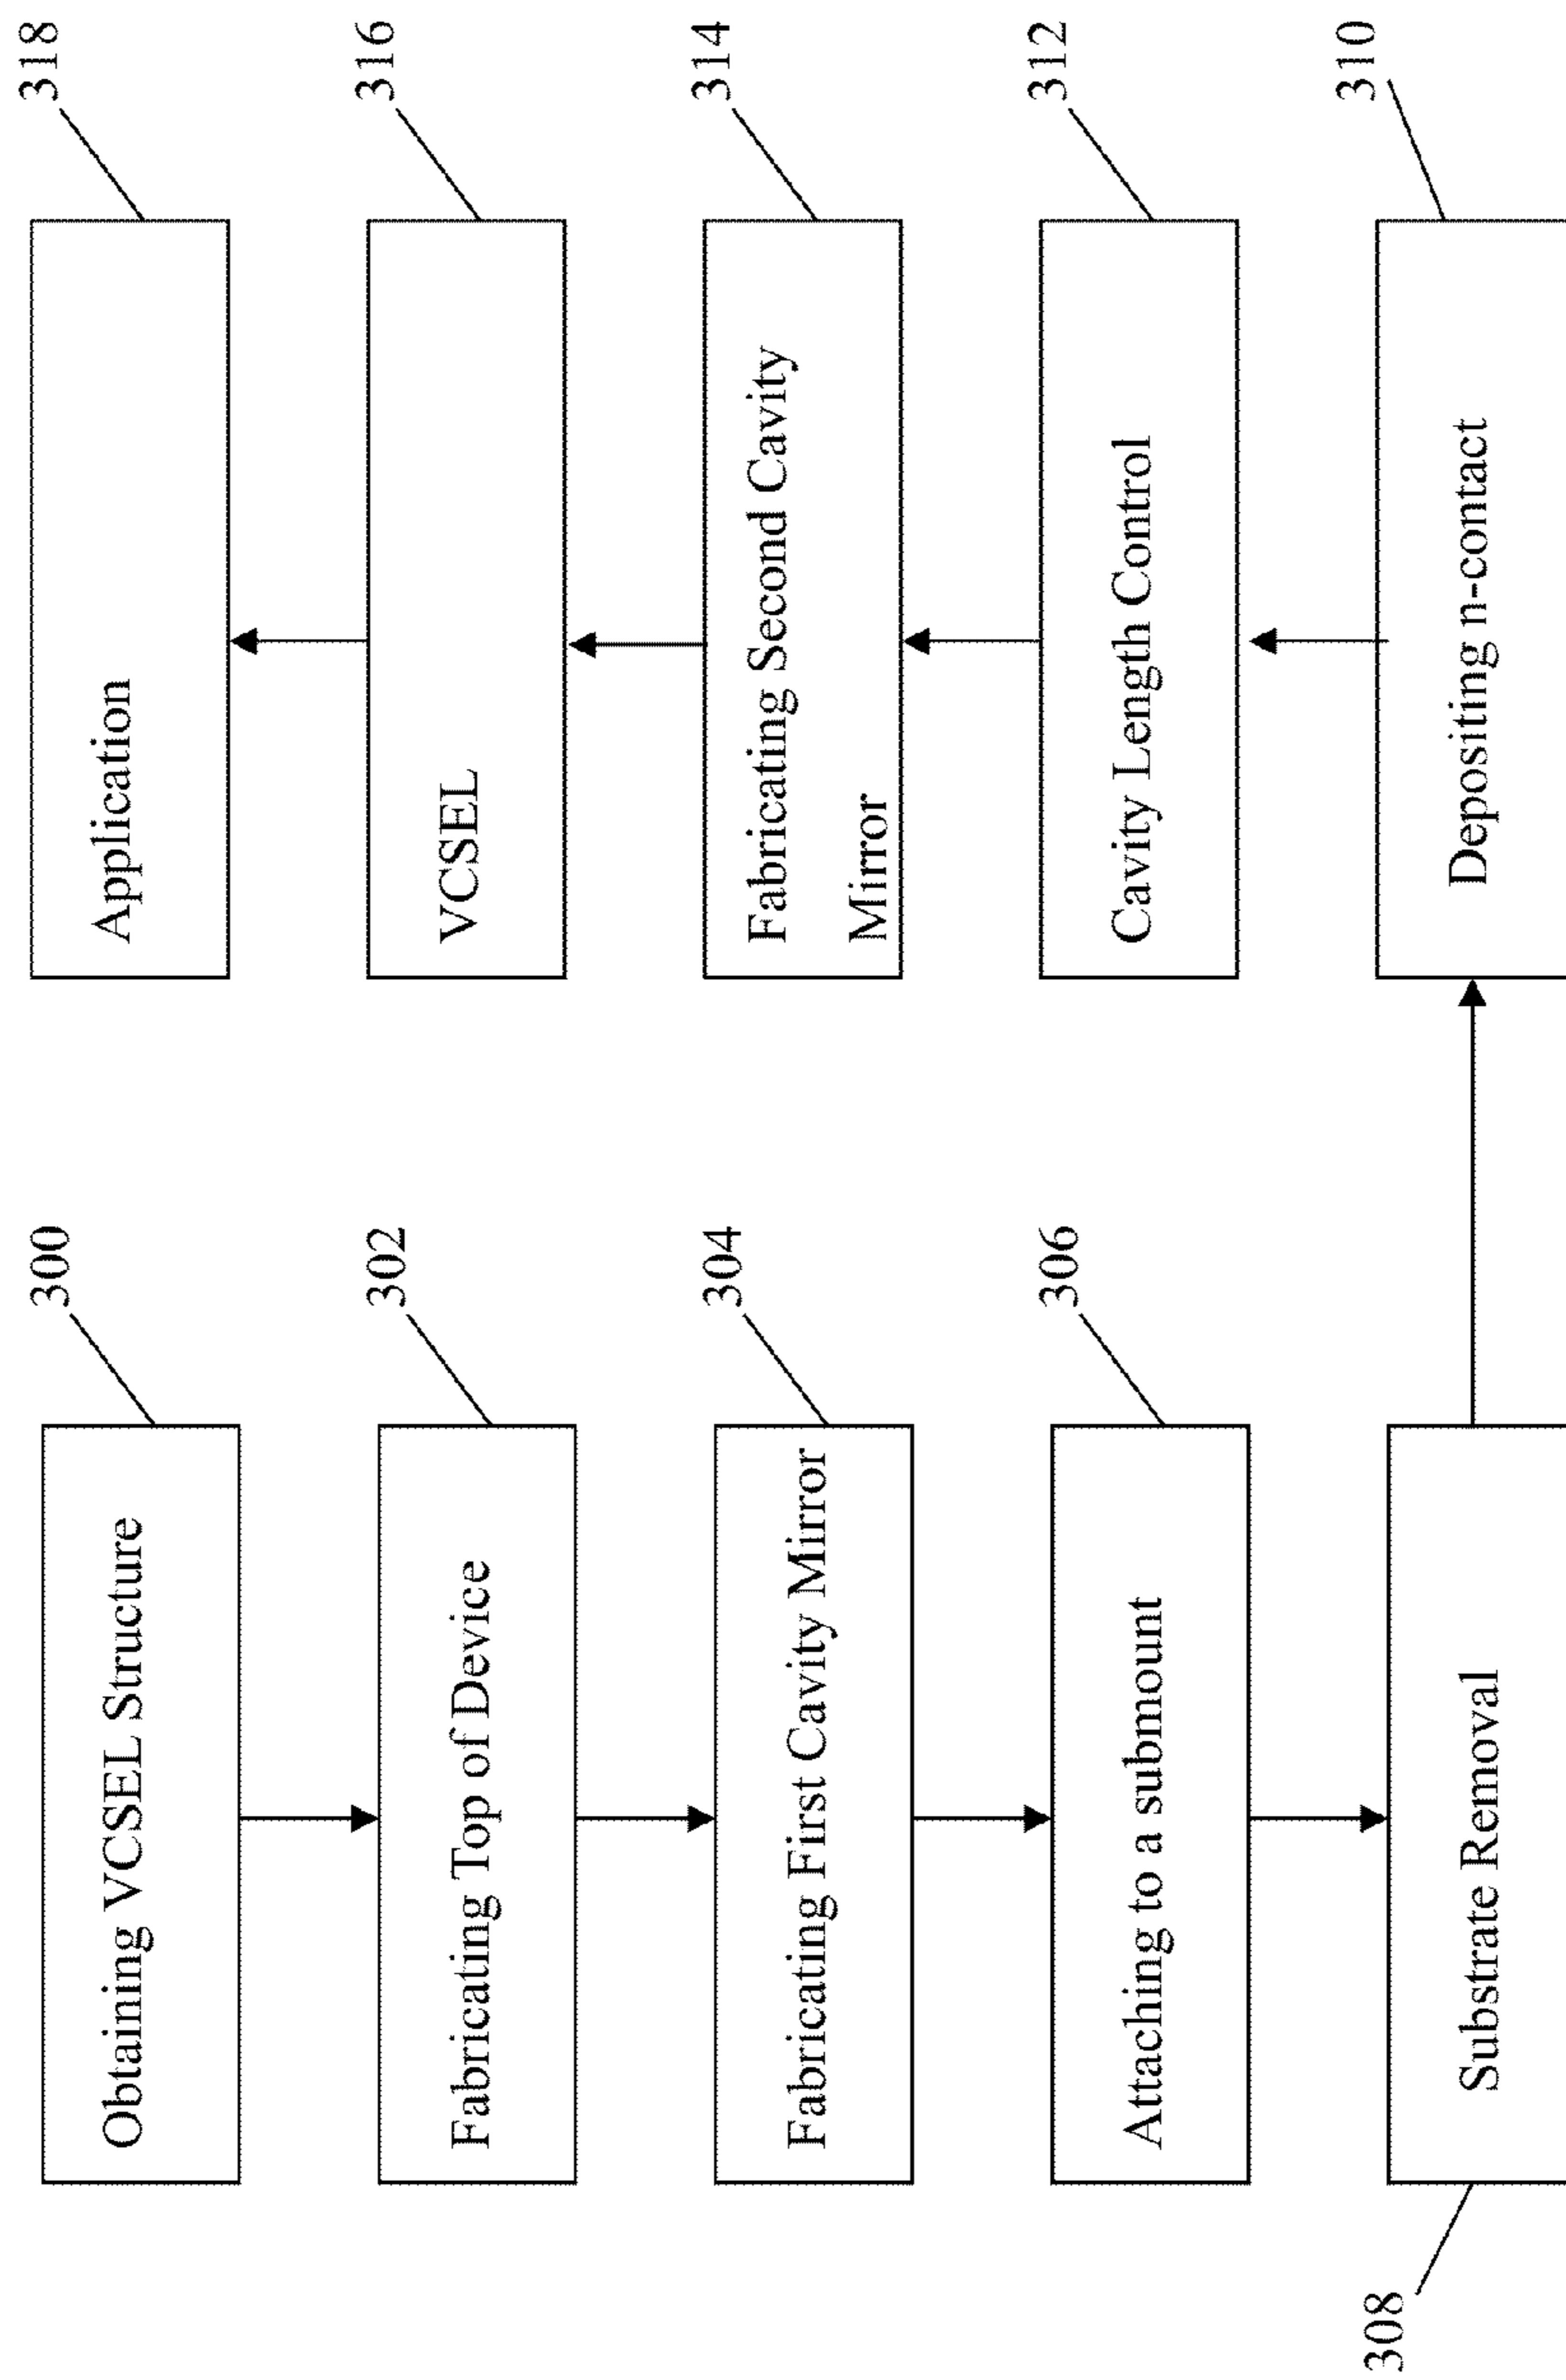 300
Obtaining VCSEL Structure
302
Fabricating Top of Device
304
Fabricating First Cavity Mirror
306
Attaching to a submount
308
Substrate Removal
310
Depositing n-contact
312
Cavity Length Control
314
Fabricating Second Cavity
Mirror
316
VCSEL
318
Application